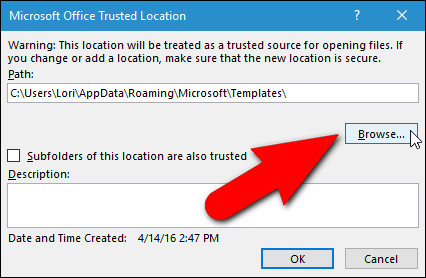 Microsoft Office Trusted Location
Warning: This location will be treated as a trusted source for opening files. If
you change or add a location, make sure that the new location is secure.
Path:
C:\Users\Lori\AppData\Roaming\Microsoft\Templates\
Browse...
Subfolders of this location are also trusted
Description:
Date and Time Created: 4/14/16 2:47 PM
OK Cancel